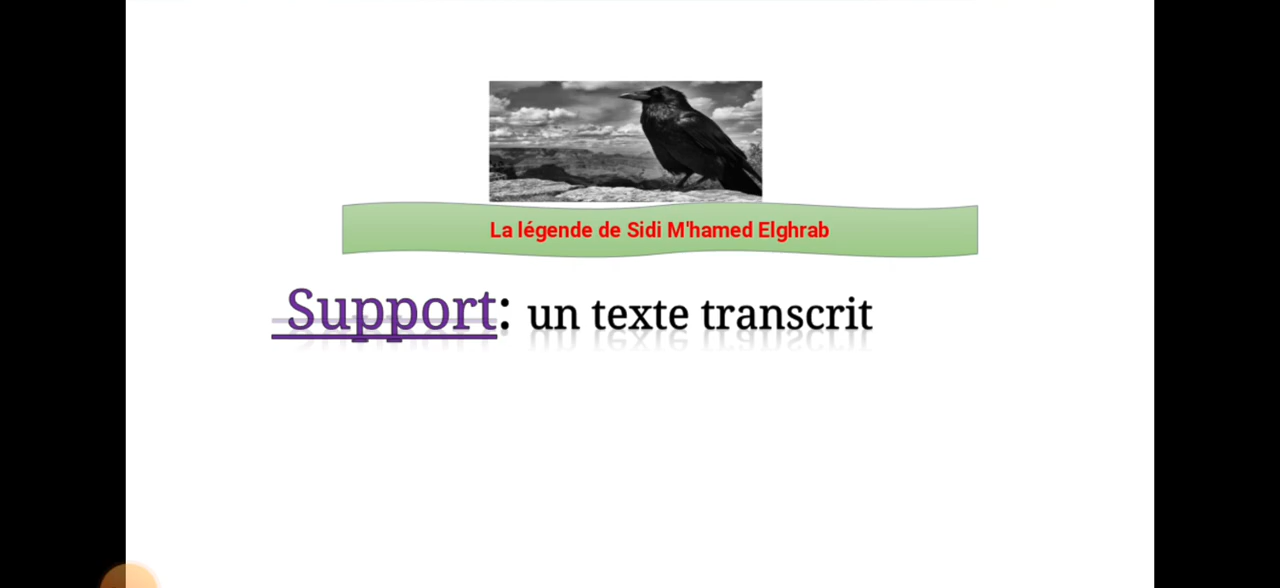 La légende de Sidi M'hamed Elghrab
Support: un texte transcrit